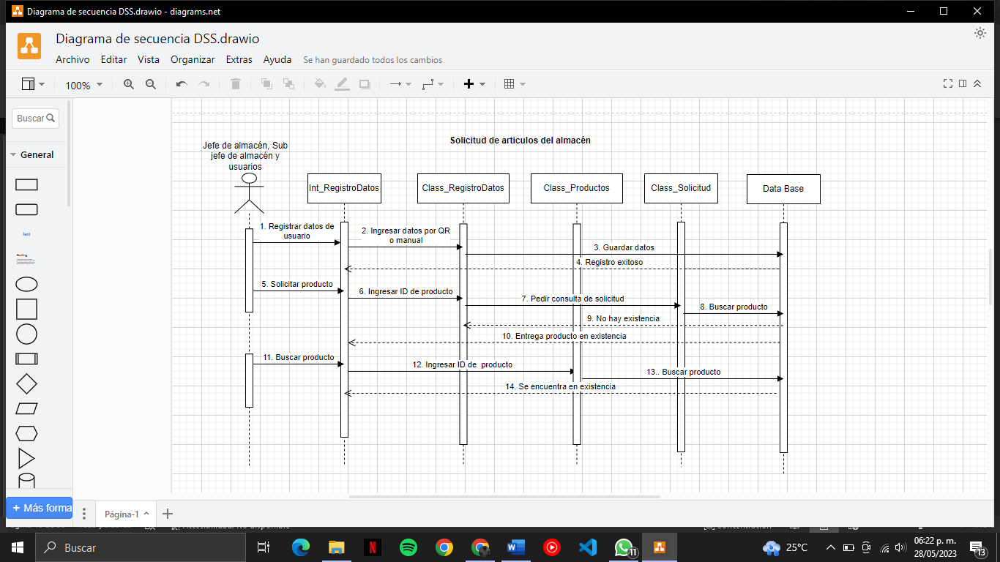 Diagrama de secuencia DSS.drawio - diagrams.net
Diagrama de secuencia DSS.drawio
Archivo Editar Vista Organizar Extras Ayuda Se han guardado todos los cambios
100%
Buscar
General
Text
Heading
Solicitud de articulos del almacén
Jefe de almacén, Sub
jefe de almacén y
usuarios
Int_RegistroDatos
Class_RegistroDatos
Class_Productos
Class_Solicitud
Data Base
1. Registrar datos de
usuario
2. Ingresar datos por QR
o manual
3. Guardar datos
4. Registro exitoso
5. Solicitar producto
6. Ingresar ID de producto
7. Pedir consulta de solicitud
8. Buscar producto
9. No hay existencia
10. Entrega producto en existencia
11. Buscar producto
12. Ingresar ID de  producto
13.. Buscar producto
14. Se encuentra en existencia
+ Más forma
Página-1
Buscar
N
W
11
25°C
06:22 p. m.
28/05/2023
13